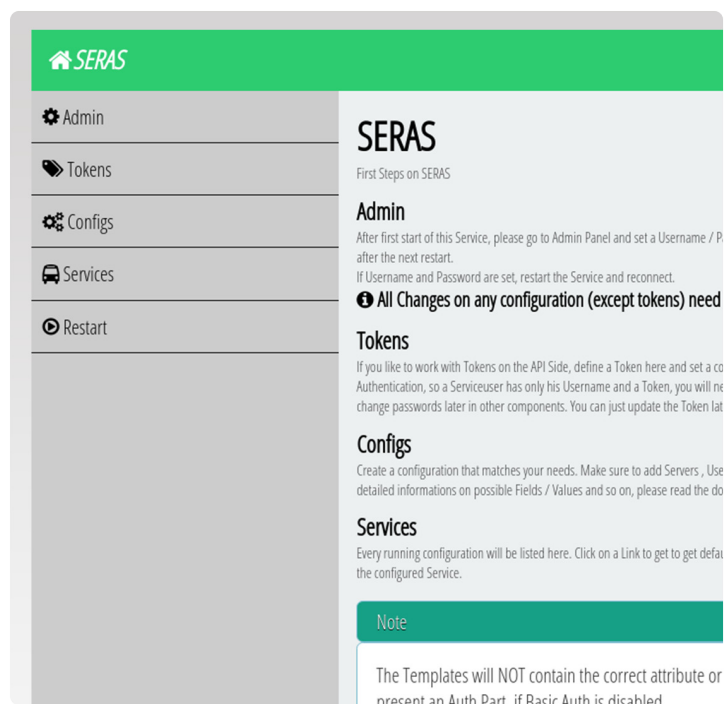 SERAS
Admin
Tokens
Configs
Services
Restart
SERAS
First Steps on SERAS
Admin
After first start of this Service, please go to Admin Panel and set a Username /
after the next restart.
If Username and Password are set, restart the Service and reconnect.
All Changes on any configuration (except tokens) need
Tokens
If you like to work with Tokens on the API Side, define a Token here and set a
Authentication, so a Serviceuser has only his Username and a Token, you will
change passwords later in other components. You can just update the Token
Configs
Create a configuration that matches your needs. Make sure to add Servers ,
detailed informations on possible Fields / Values and so on, please read the
Services
Every running configuration will be listed here. Click on a Link to get to get
the configured Service.
Note
The Templates will NOT contain the correct attribute or
present an Auth Part, if Basic Auth is disabled